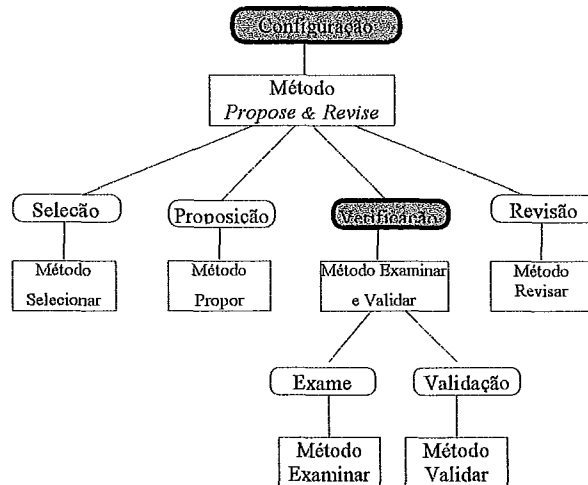 Configuração
Método
Propose & Revise
Seleção
Proposição
Verificação
Revisão
Método
Selecionar
Método
Propor
Método Examinar
e Validar
Método
Revisar
Exame
Validação
Método
Examinar
Método
Validar